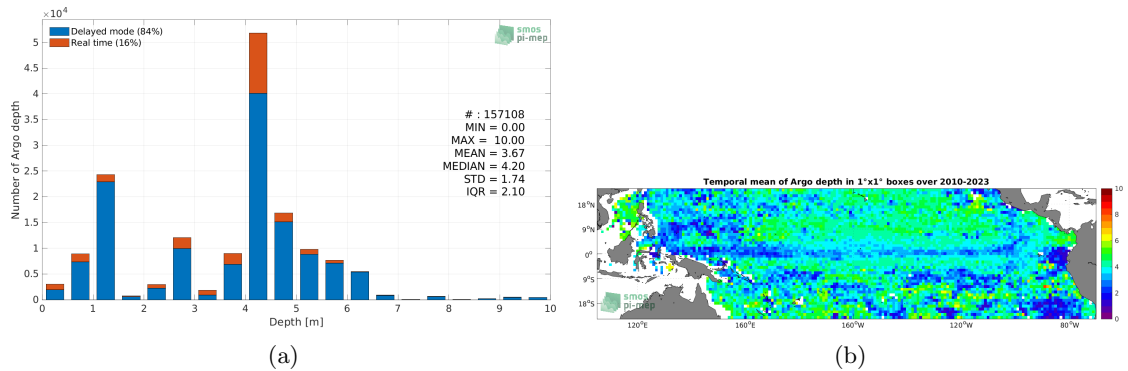 ×10⁴
Delayed mode (84%)
Real time (16%)
smos
pi-mep
5
4.5
4
3.5
3
2.5
2
1.5
1
0.5
0
Number of Argo depth
# : 157108
MIN = 0.00
MAX = 10.00
MEAN = 3.67
MEDIAN = 4.20
STD = 1.74
IQR = 2.10
0 1 2 3 4 5 6 7 8 9 10
Depth [m]
(a)
Temporal mean of Argo depth in 1°x1° boxes over 2010-2023
18°N
9°N
0°
9°S
18°S
smos
pi-mep
120°E 160°E 160°W 120°W 80°W
10
8
6
4
2
0
(b)